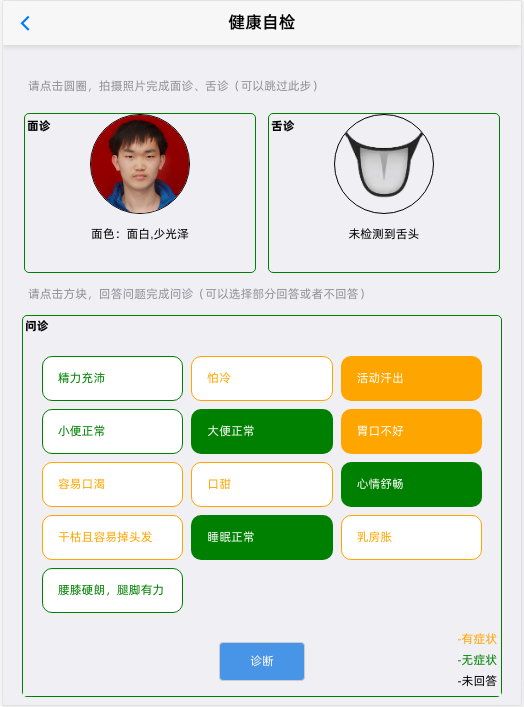 健康自检
请点击圆圈，拍摄照片完成面诊、舌诊（可以跳过此步）
面诊
舌诊
面色：面白,少光泽
未检测到舌头
请点击方块，回答问题完成问诊（可以选择部分回答或者不回答）
问诊
精力充沛
怕冷
活动汗出
小便正常
大便正常
胃口不好
容易口渴
口甜
心情舒畅
干枯且容易掉头发
睡眠正常
乳房胀
腰膝硬朗，腿脚有力
-有症状
-无症状
-未回答
诊断